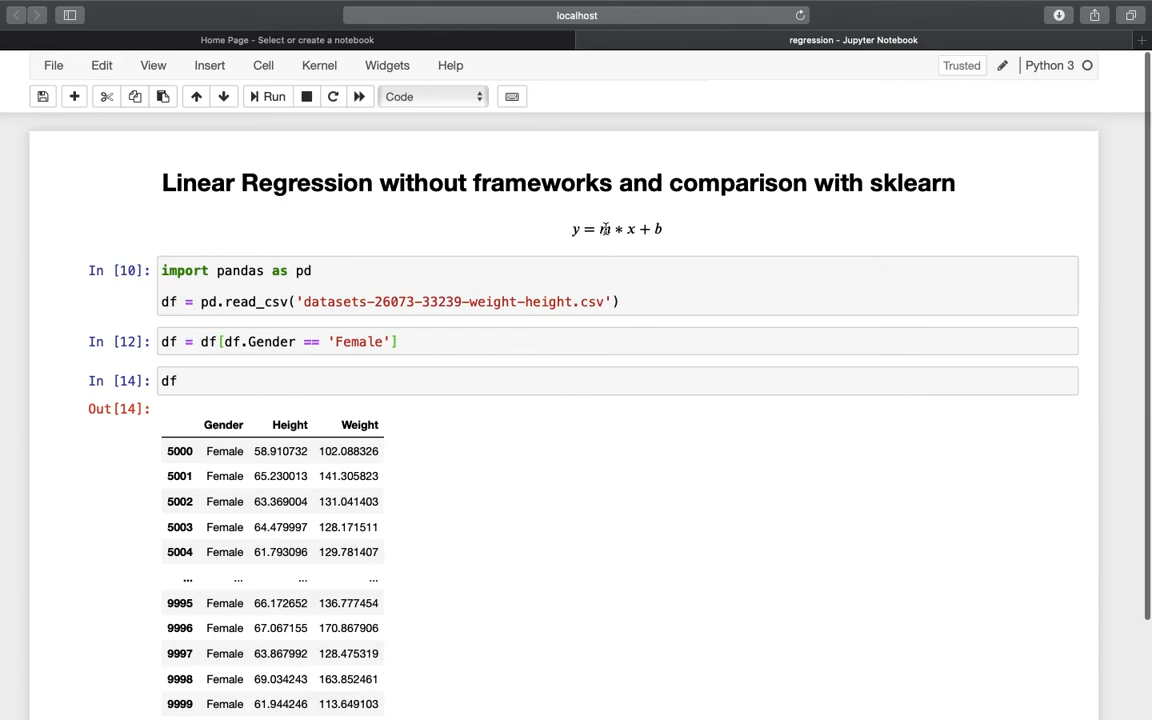 localhost
Home Page - Select or create a notebook
regression - Jupyter Notebook
File Edit View Insert Cell Kernel Widgets Help Trusted Python 3
Run Code
Linear Regression without frameworks and comparison with sklearn
y = m * x + b
In [10]: import pandas as pd
df = pd.read_csv('datasets-26073-33239-weight-height.csv')
In [12]: df = df[df.Gender == 'Female']
In [14]: df
Out[14]:
Gender Height Weight
5000 Female 58.910732 102.088326
5001 Female 65.230013 141.305823
5002 Female 63.369004 131.041403
5003 Female 64.479997 128.171511
5004 Female 61.793096 129.781407
... ... ... ...
9995 Female 66.172652 136.777454
9996 Female 67.067155 170.867906
9997 Female 63.867992 128.475319
9998 Female 69.034243 163.852461
9999 Female 61.944246 113.649103